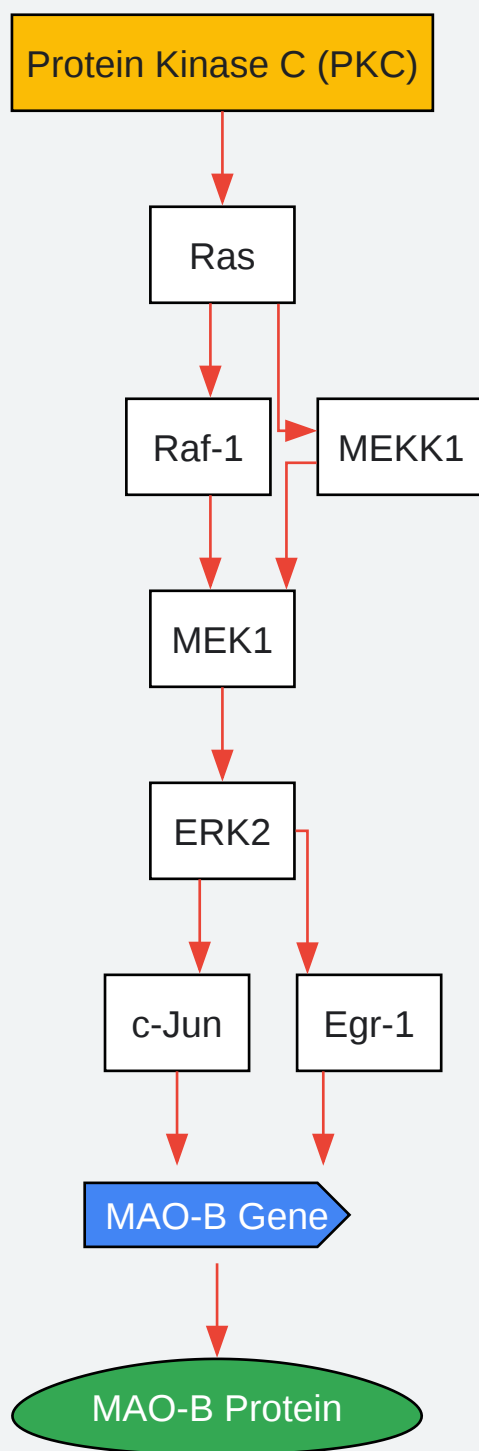 Protein Kinase C (PKC)
Ras
Raf-1
MEKK1
MEK1
ERK2
c-Jun
Egr-1
MAO-B Gene
MAO-B Protein